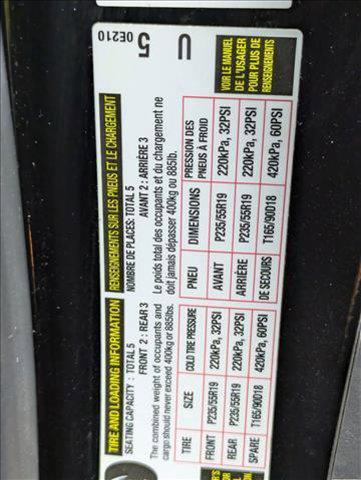 TIRE AND LOADING INFORMATION
SEATING CAPACITY : TOTAL 5
FRONT 2 : REAR 3
The combined weight of occupants and
cargo should never exceed 400kg or 885lbs.
TIRE SIZE COLD TIRE PRESSURE
FRONT P235/55R19 220kPa, 32PSI
REAR P235/55R19 220kPa, 32PSI
SPARE T165/90D18 420kPa, 60PSI
RENSEIGNEMENTS SUR LES PNEUS ET LE CHARGEMENT
NOMBRE DE PLACES: TOTAL 5
AVANT 2 : ARRIÈRE 3
Le poids total des occupants et du chargement ne
doit jamais dépasser 400kg ou 885lb.
PNEU DIMENSIONS PRESSION DES
PNEUS À FROID
AVANT P235/55R19 220kPa, 32PSI
ARRIÈRE P235/55R19 220kPa, 32PSI
DE SECOURS T165/90D18 420kPa, 60PSI
5 U
0E210
VOIR LE MANUEL
DE L'USAGER
POUR PLUS DE
RENSEIGNEMENTS